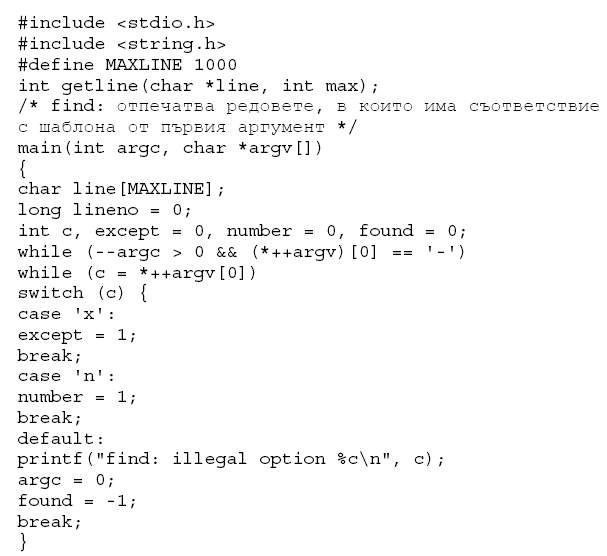 #include <stdio.h>
#include <string.h>
#define MAXLINE 1000
int getline(char *line, int max);
/* find: отпечатва редовете, в които има съответствие
с шаблона от първия аргумент */
main(int argc, char *argv[])
{
char line[MAXLINE];
long lineno = 0;
int c, except = 0, number = 0, found = 0;
while (--argc > 0 && (*++argv)[0] == '-')
while (c = *++argv[0])
switch (c) {
case 'x':
except = 1;
break;
case 'n':
number = 1;
break;
default:
printf("find: illegal option %c\n", c);
argc = 0;
found = -1;
break;
}